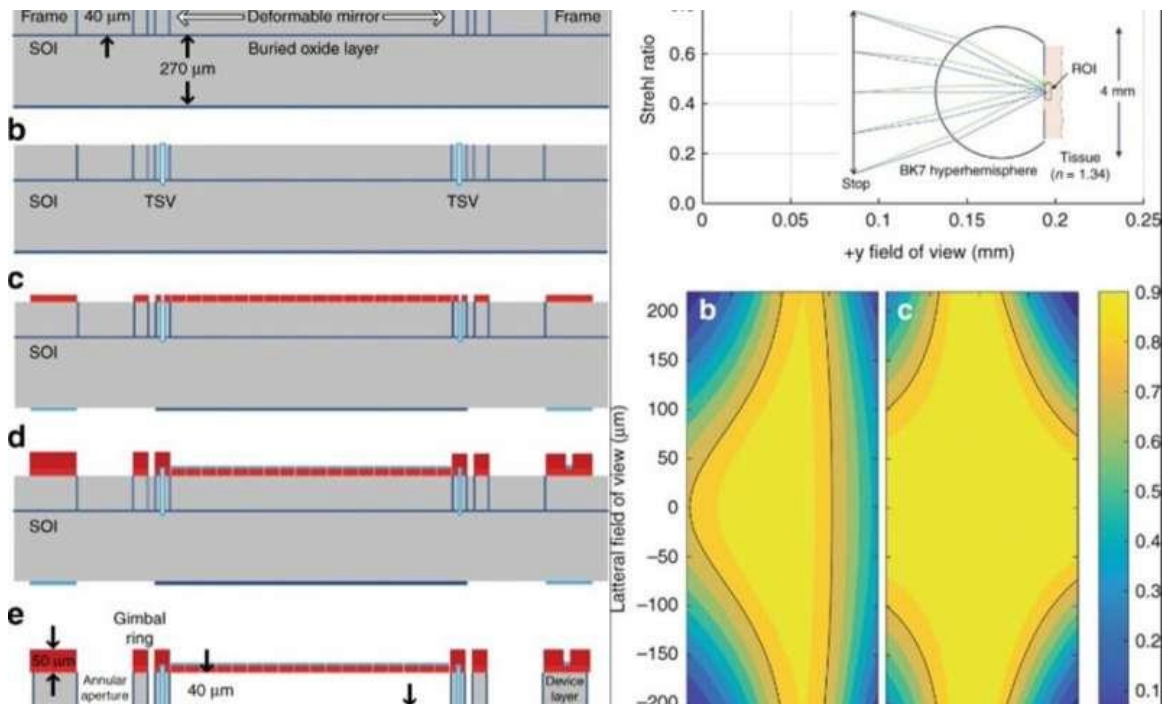 Frame
40 μm
Deformable mirror
Frame
SOI
Buried oxide layer
270 μm
b
SOI
TSV
TSV
c
SOI
d
SOI
e
Gimbal
ring
50 μm
Annular
aperture
40 μm
Device
layer
Strehl ratio
0.6
0.4
0.2
0.0
0
0.05
0.1
0.15
0.2
0.25
+y field of view (mm)
ROI
4 mm
BK7 hyperhemisphere
Tissue
(n = 1.34)
Stop
Latteral field of view (μm)
200
150
100
50
0
−50
−100
−150
−200
b
c
0.9
0.8
0.7
0.6
0.5
0.4
0.3
0.2
0.1